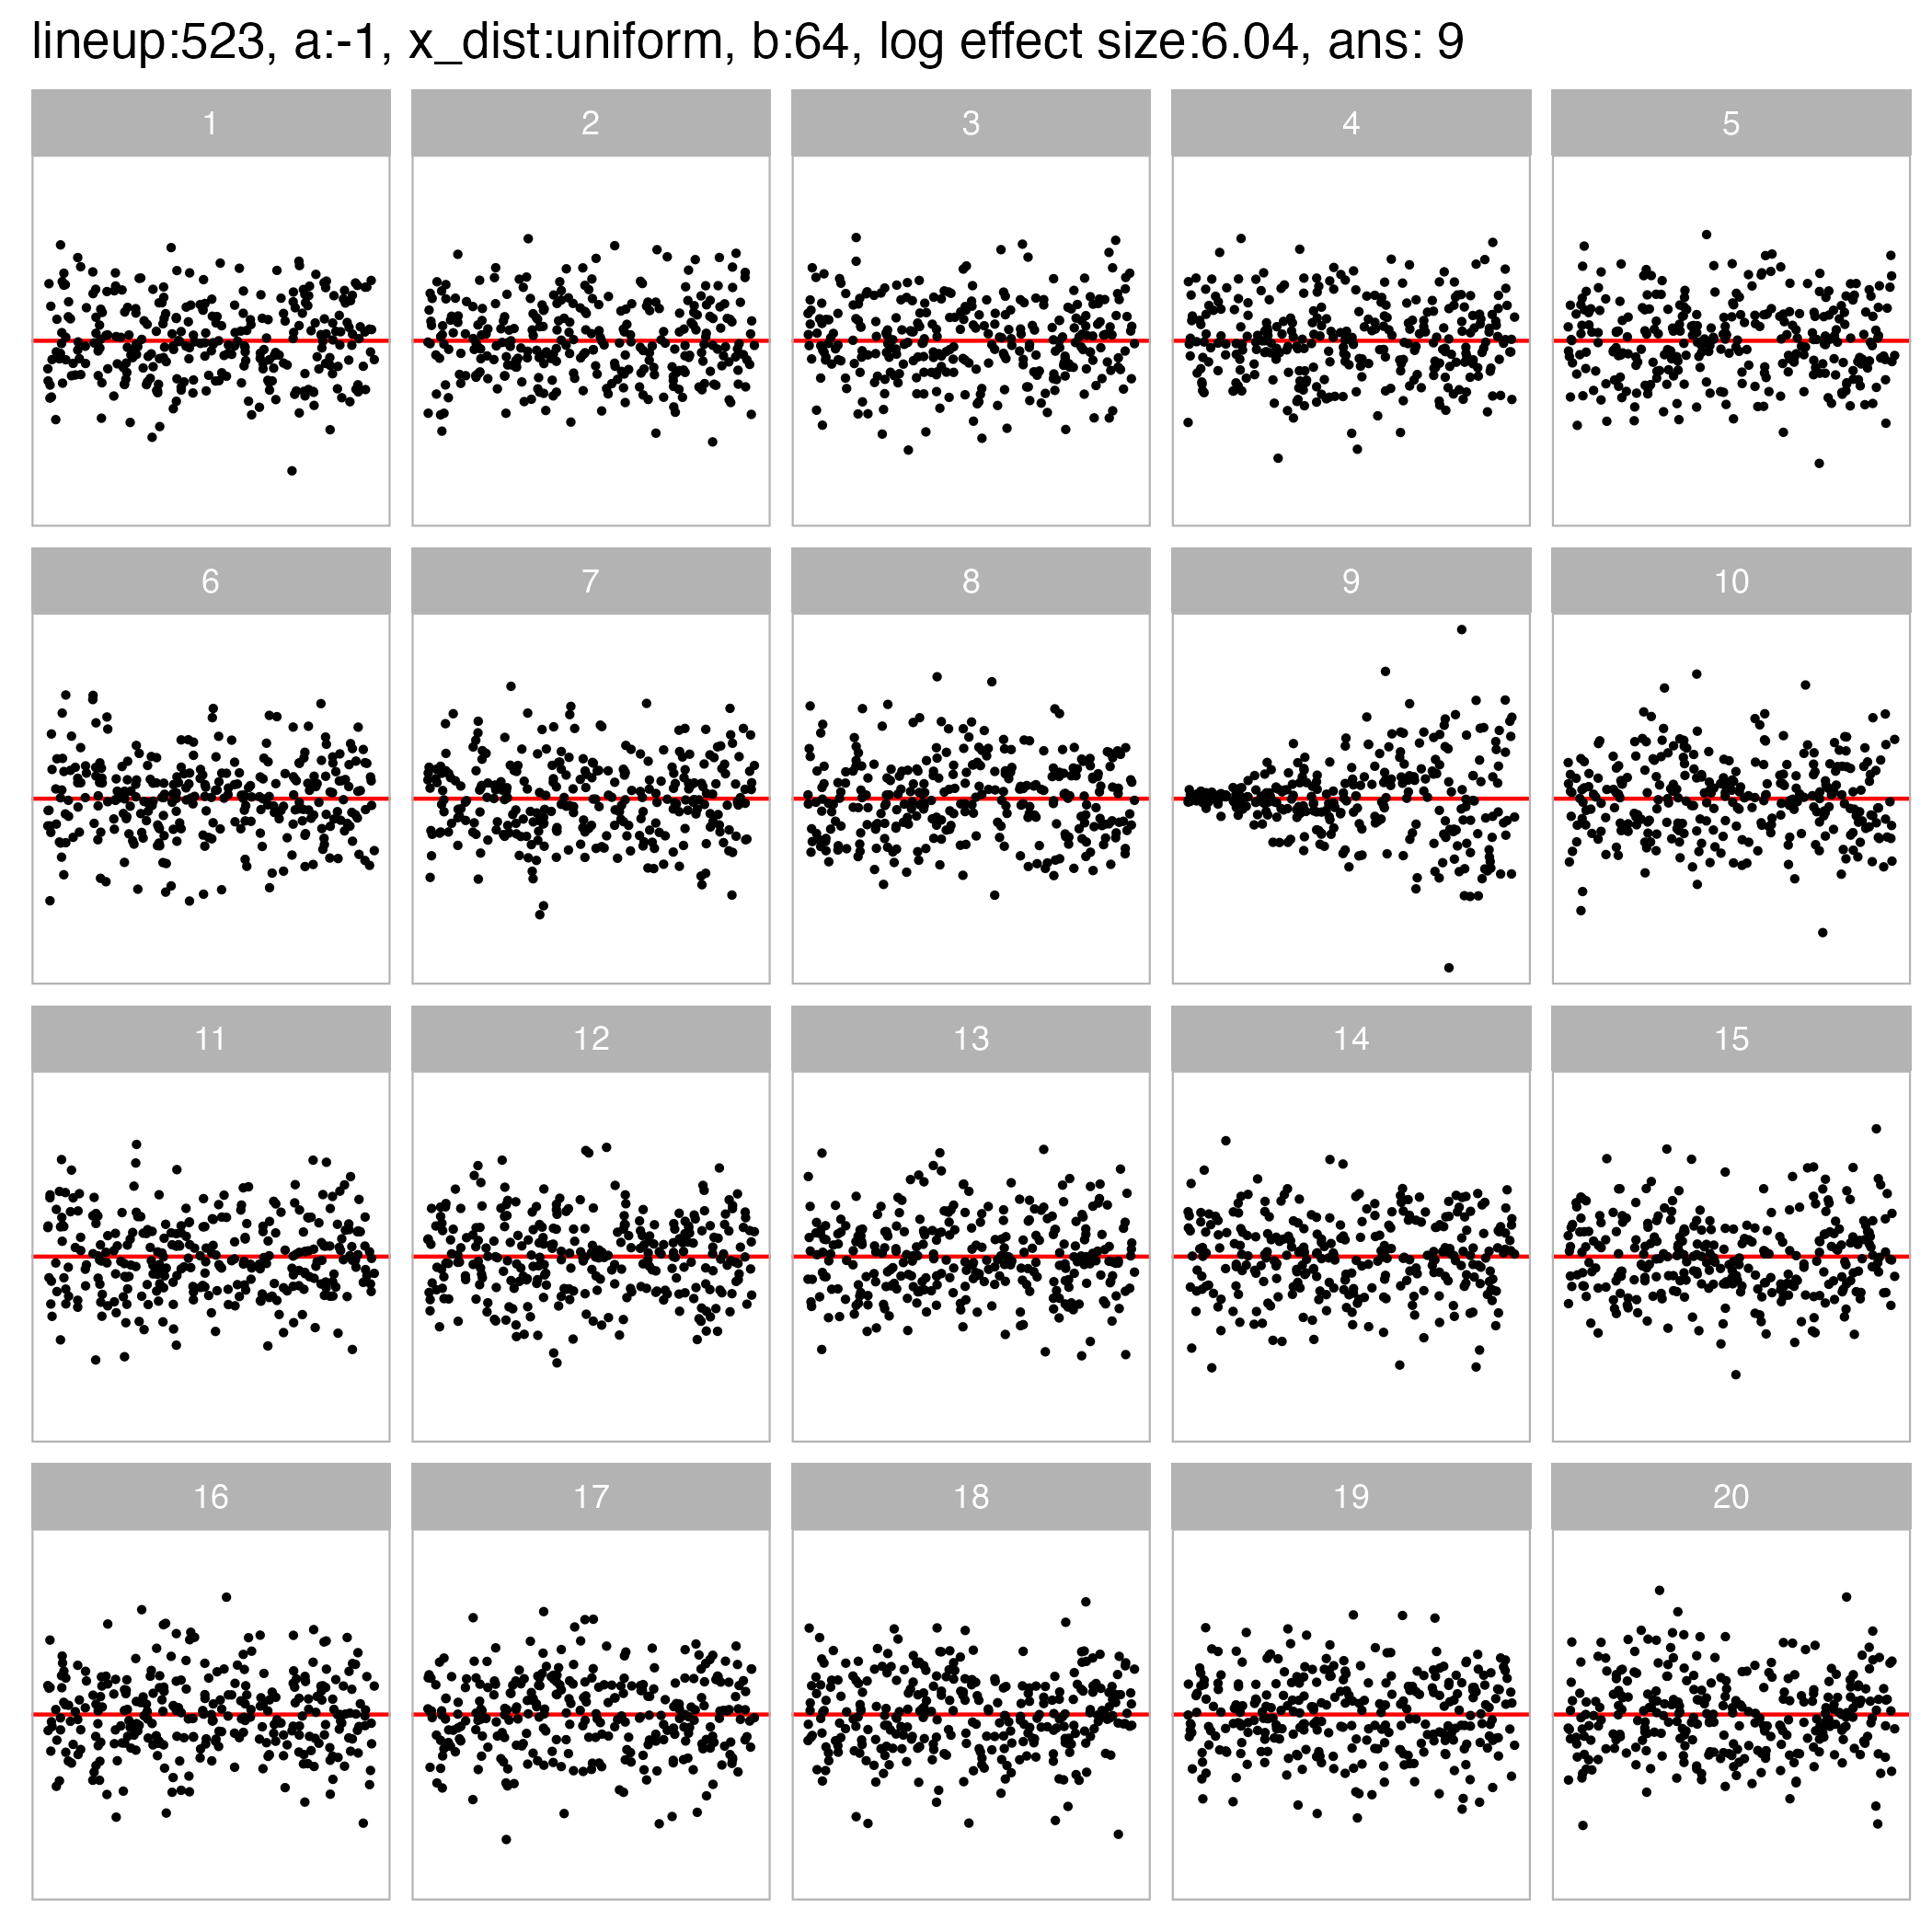 lineup:523, a:-1, x_dist:uniform, b:64, log effect size:6.04, ans: 9
1 2 3 4 5
6 7 8 9 10
11 12 13 14 15
16 17 18 19 20